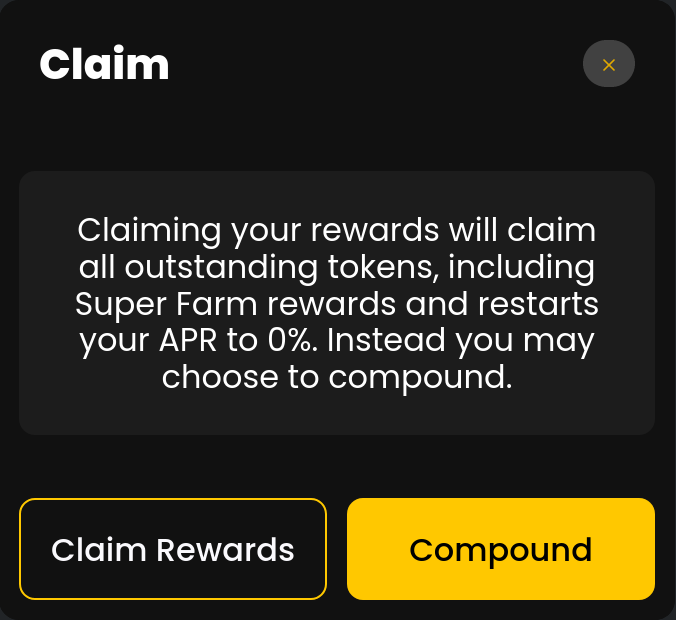 Claim
×
Claiming your rewards will claim
all outstanding tokens, including
Super Farm rewards and restarts
your APR to 0%. Instead you may
choose to compound.
Claim Rewards
Compound